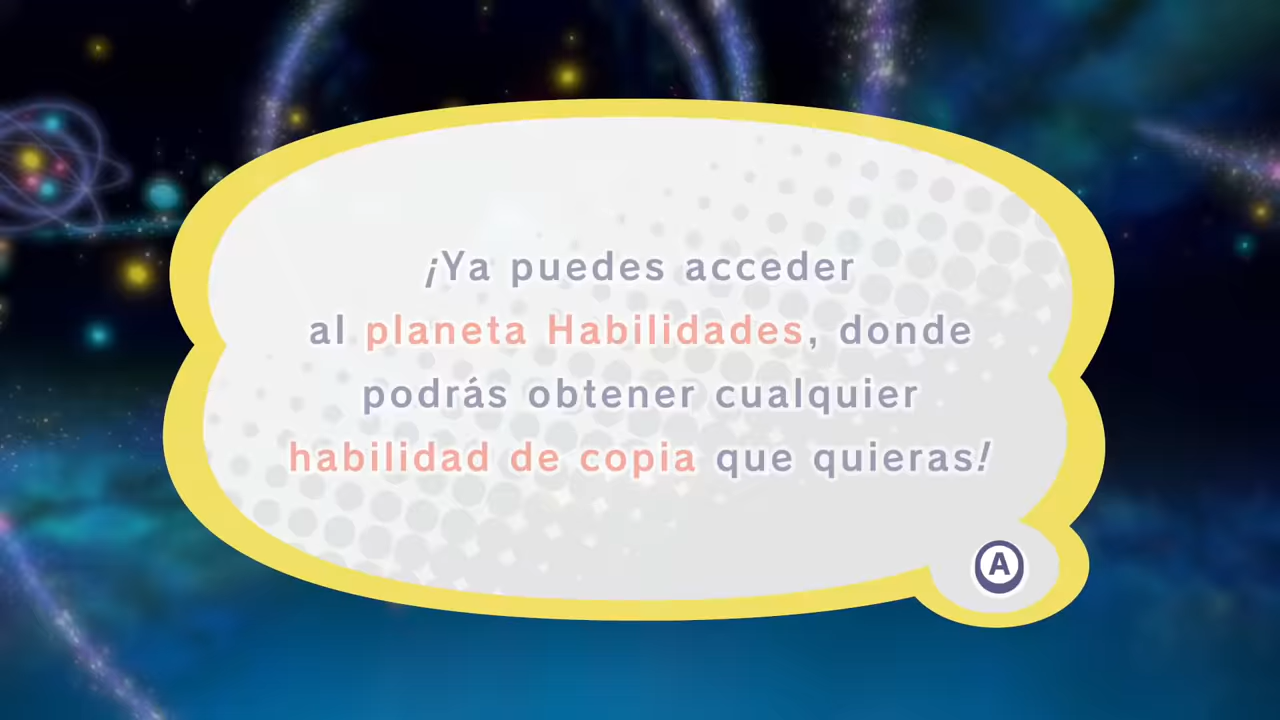 ¡Ya puedes acceder
al planeta Habilidades, donde
podrás obtener cualquier
habilidad de copia que quieras!
A